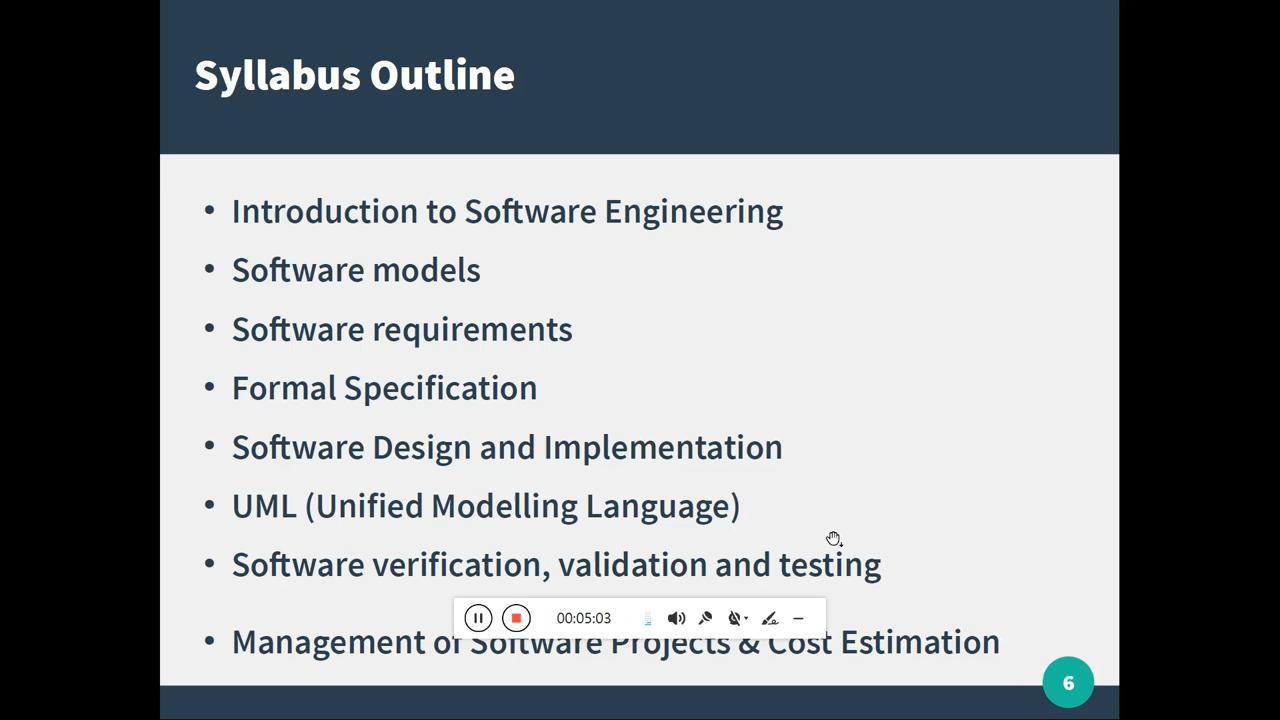 Syllabus Outline
• Introduction to Software Engineering
• Software models
• Software requirements
• Formal Specification
• Software Design and Implementation
• UML (Unified Modelling Language)
• Software verification, validation and testing
00:05:03
• Management of Software Projects & Cost Estimation
6